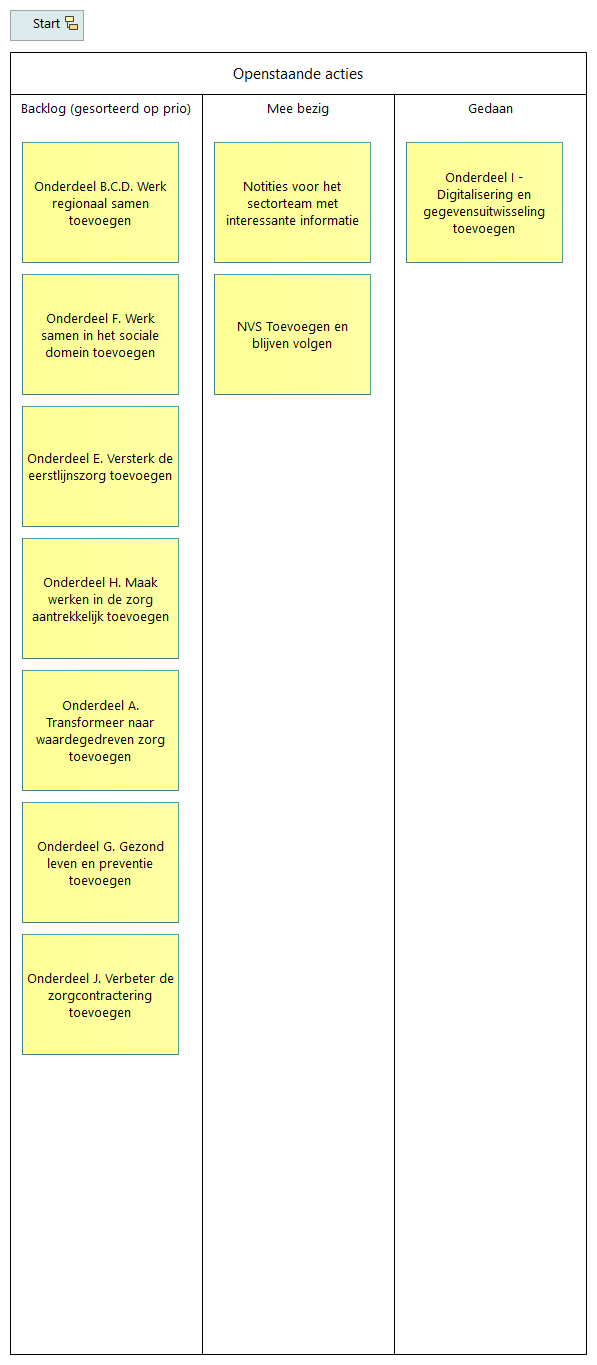 Start
Openstaande acties
Backlog (gesorteerd op prio)
Onderdeel B.C.D. Werk
regionaal samen
toevoegen
Onderdeel F. Werk
samen in het sociale
domein toevoegen
Onderdeel E. Versterk de
eerstlijnszorg toevoegen
Onderdeel H. Maak
werken in de zorg
aantrekkelijk toevoegen
Onderdeel A.
Transformeer naar
waardegedreven zorg
toevoegen
Onderdeel G. Gezond
leven en preventie
toevoegen
Onderdeel J. Verbeter de
zorgcontractering
toevoegen
Mee bezig
Notities voor het
sectorteam met
interessante informatie
NVS Toevoegen en
blijven volgen
Gedaan
Onderdeel I -
Digitalisering en
gegevensuitwisseling
toevoegen